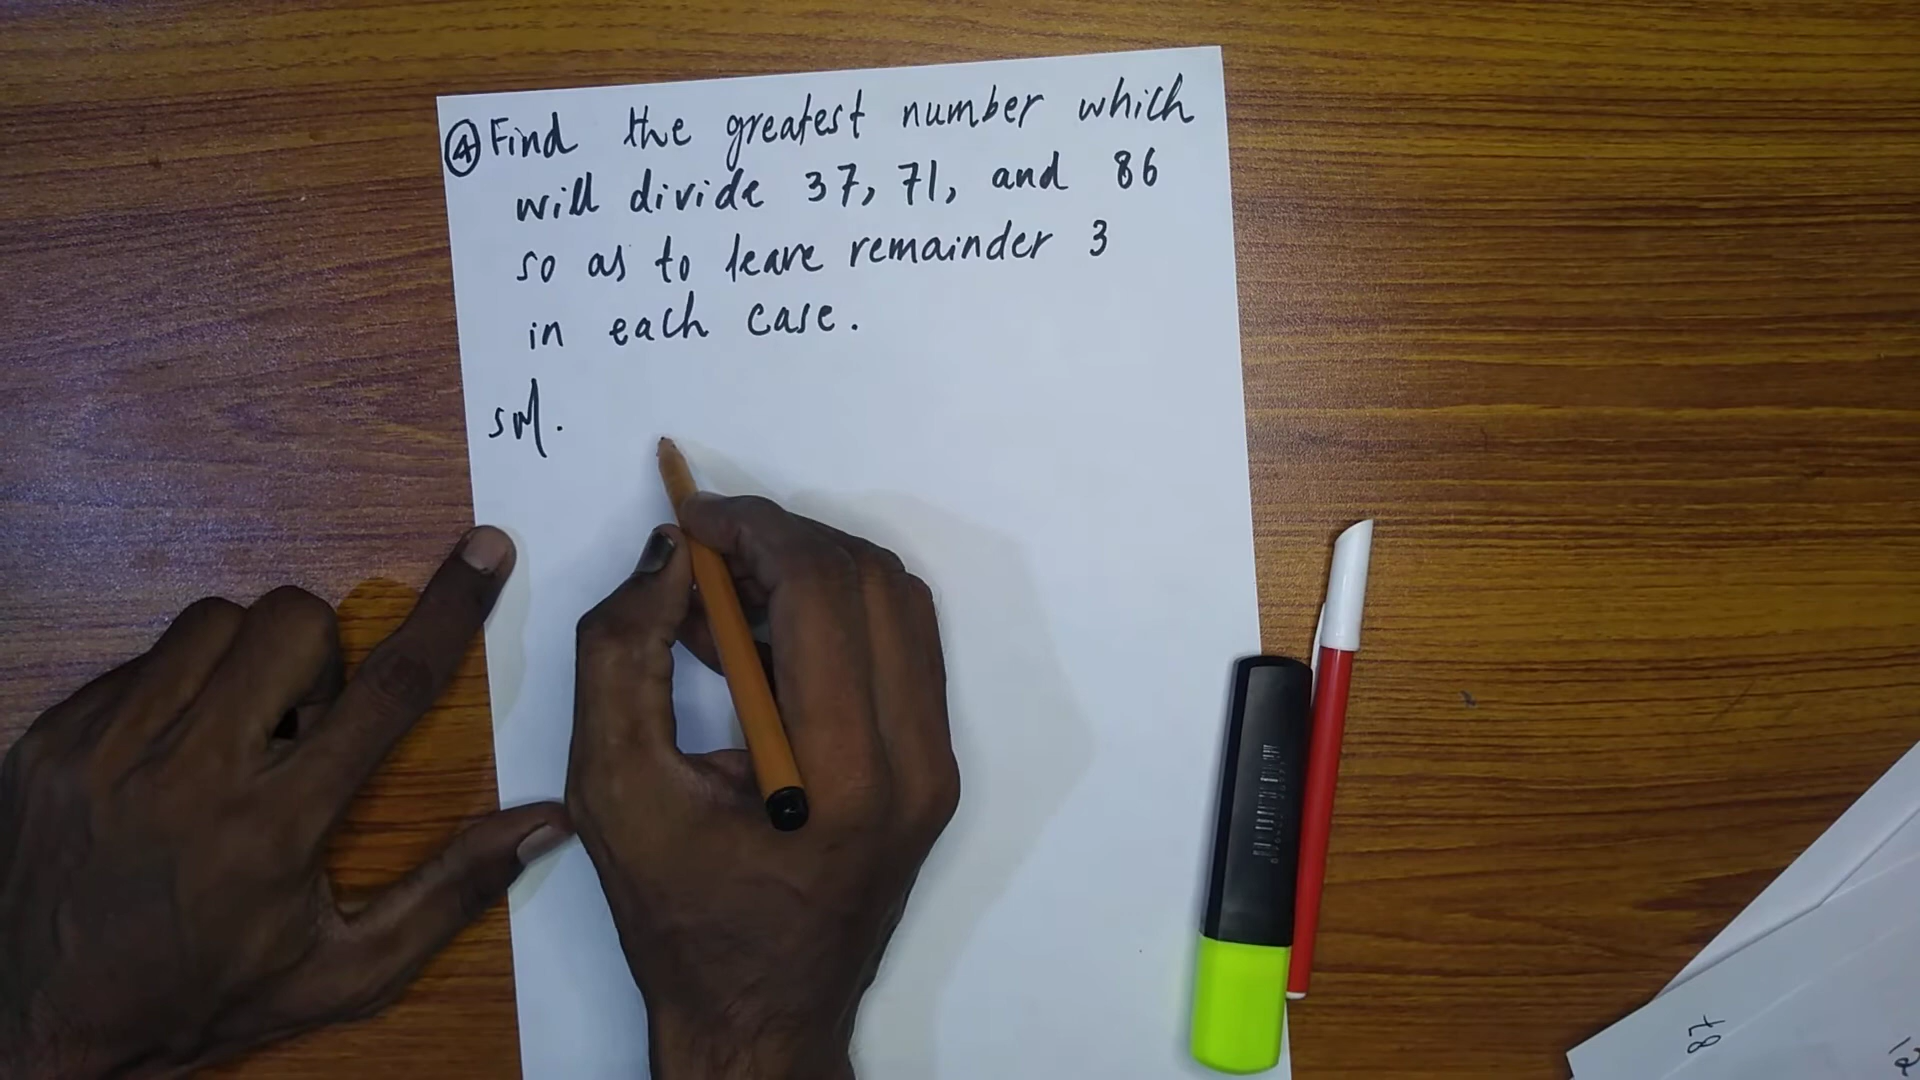 ④ Find the greatest number which
will divide 37, 71, and 86
so as to leave remainder 3
in each case.
sol.
78